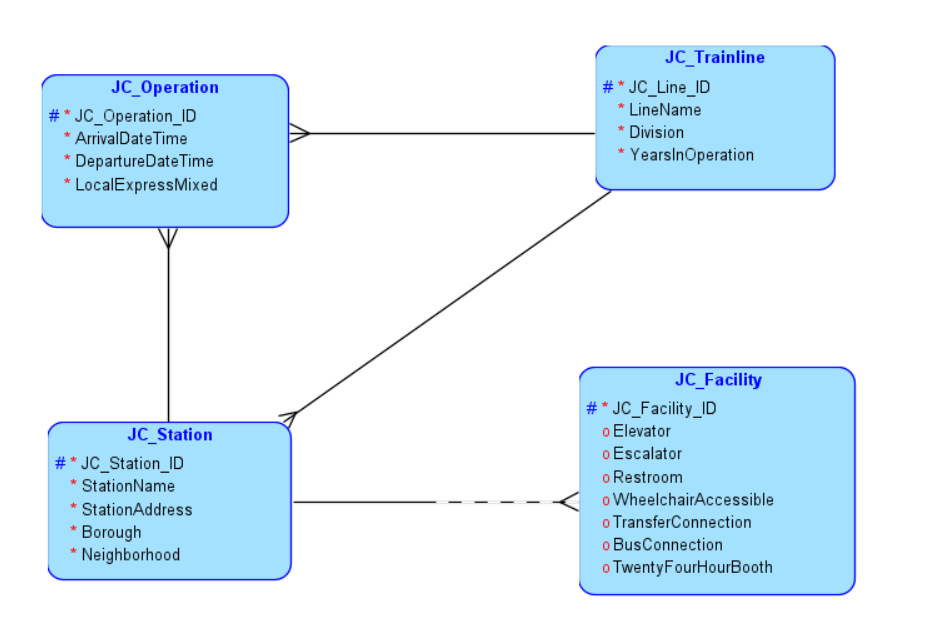 JC_Operation
# * JC_Operation_ID
* ArrivalDateTime
* DepartureDateTime
* LocalExpressMixed
JC_Trainline
# * JC_Line_ID
* LineName
* Division
* YearsInOperation
JC_Station
# * JC_Station_ID
* StationName
* StationAddress
* Borough
* Neighborhood
JC_Facility
# * JC_Facility_ID
o Elevator
o Escalator
o Restroom
o WheelchairAccessible
o TransferConnection
o BusConnection
o TwentyFourHourBooth